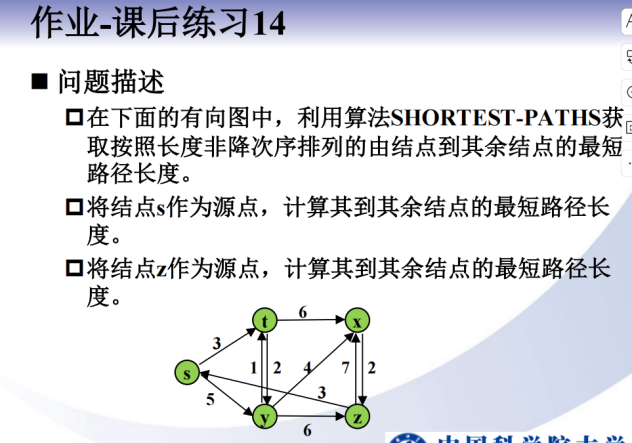 作业-课后练习14
■ 问题描述
在下面的有向图中，利用算法SHORTEST-PATHS获
取按照长度非降次序排列的由结点到其余结点的最短
路径长度。
将结点s作为源点，计算其到其余结点的最短路径长
度。
将结点z作为源点，计算其到其余结点的最短路径长
度。
6
t x
3
s 1 2 4 7 2
5 3
y z
6